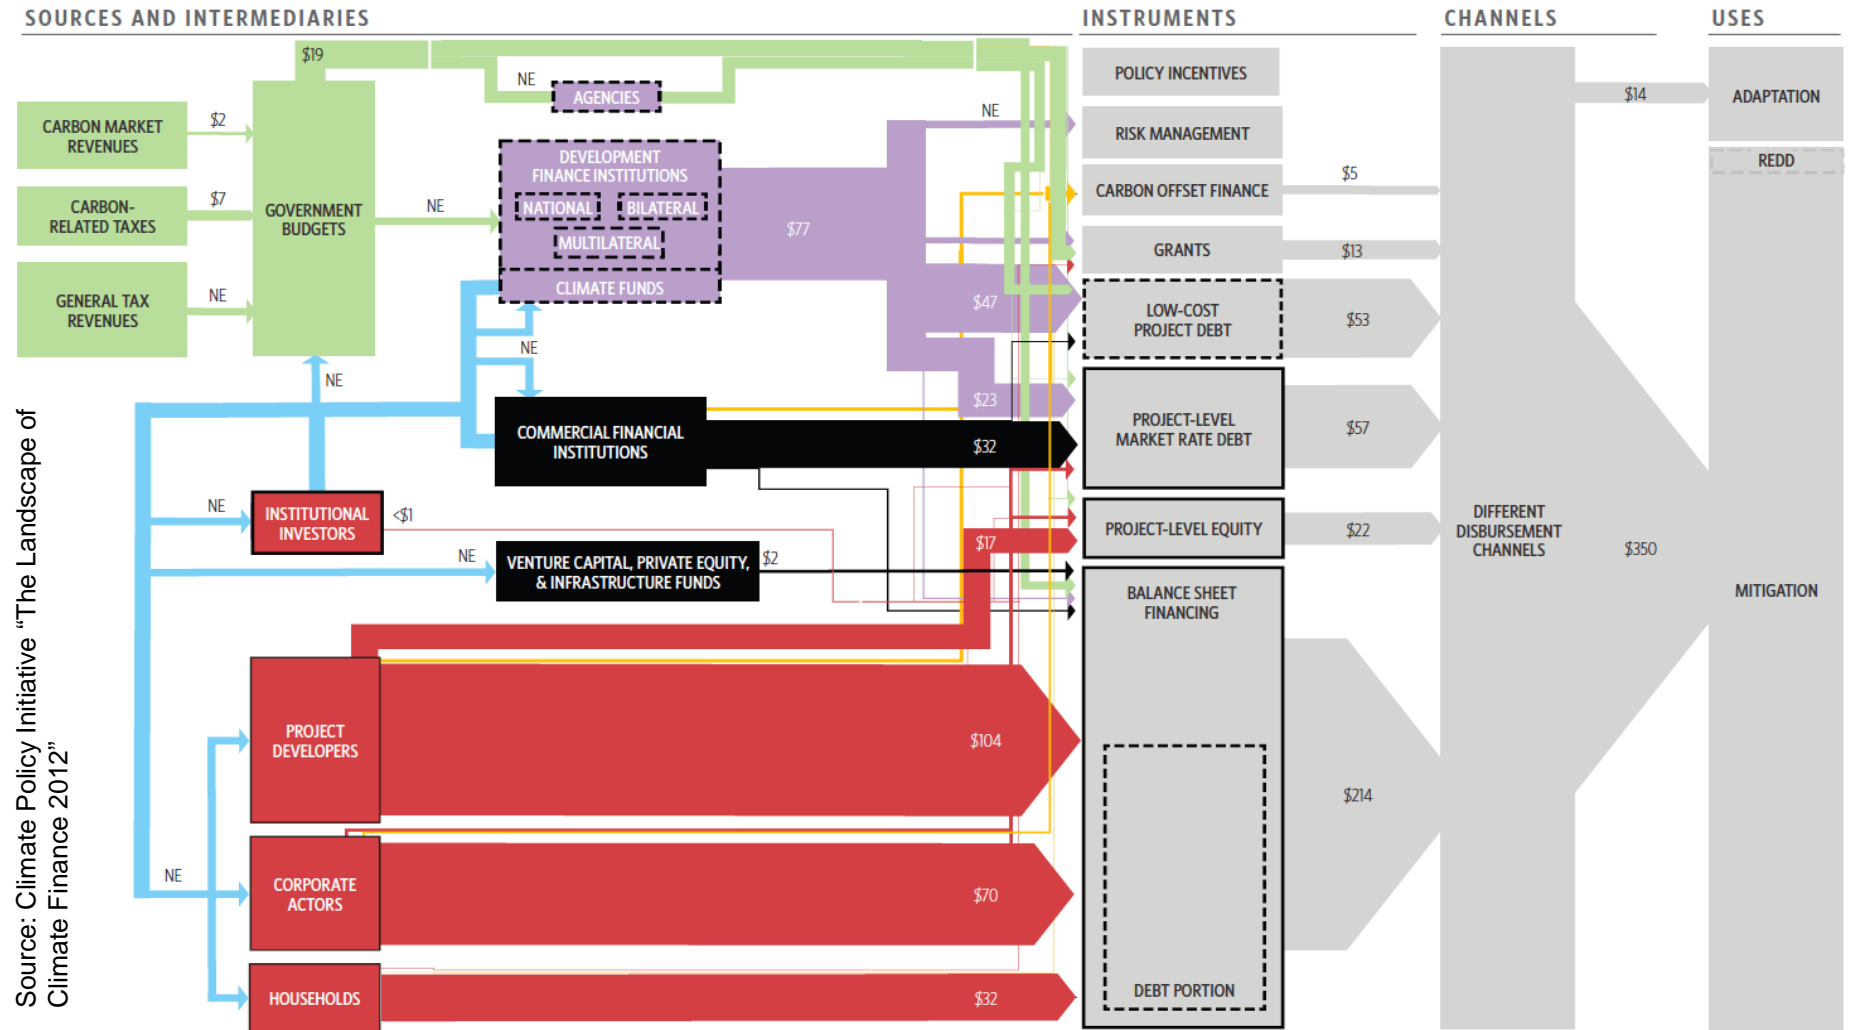 SOURCES AND INTERMEDIARIES
INSTRUMENTS
CHANNELS
USES
$19
NE
AGENCIES
CARBON MARKET
REVENUES
$2
CARBON-
RELATED TAXES
$7
GENERAL TAX
REVENUES
NE
GOVERNMENT
BUDGETS
NE
DEVELOPMENT
FINANCE INSTITUTIONS
NATIONAL
BILATERAL
MULTILATERAL
CLIMATE FUNDS
$77
NE
$47
$23
NE
NE
COMMERCIAL FINANCIAL
INSTITUTIONS
$32
NE
INSTITUTIONAL
INVESTORS
<$1
NE
VENTURE CAPITAL, PRIVATE EQUITY,
& INFRASTRUCTURE FUNDS
$2
$17
PROJECT
DEVELOPERS
$104
NE
CORPORATE
ACTORS
$70
HOUSEHOLDS
$32
POLICY INCENTIVES
RISK MANAGEMENT
CARBON OFFSET FINANCE
$5
GRANTS
$13
LOW-COST
PROJECT DEBT
$53
PROJECT-LEVEL
MARKET RATE DEBT
$57
PROJECT-LEVEL EQUITY
$22
BALANCE SHEET
FINANCING
$214
DEBT PORTION
DIFFERENT
DISBURSEMENT
CHANNELS
$14
$350
ADAPTATION
REDD
MITIGATION
Source: Climate Policy Initiative “The Landscape of
Climate Finance 2012”